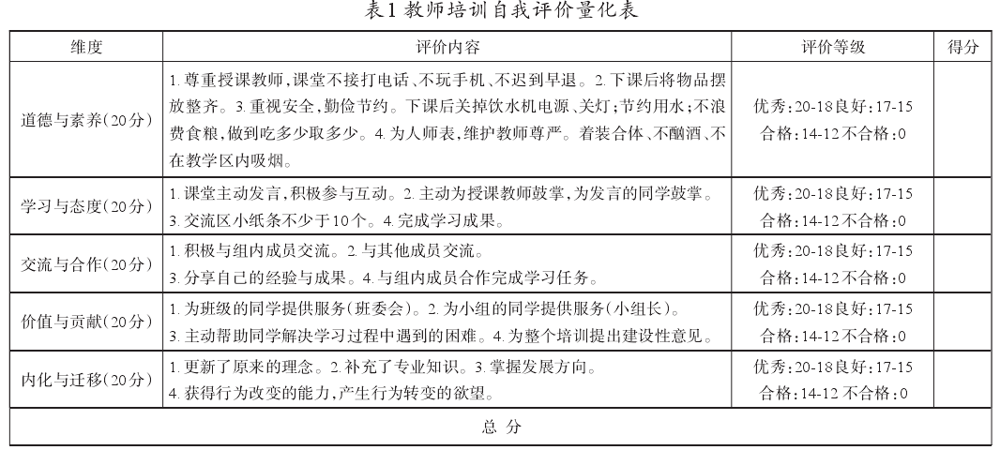 表1 教师培训自我评价量化表
维度 评价内容 评价等级 得分
道德与素养(20分)
1. 尊重授课教师,课堂不接打电话、不玩手机、不迟到早退。2. 下课后将物品摆
放整齐。3. 重视安全,勤俭节约。下课后关掉饮水机电源、关灯;节约用水;不浪
费食粮,做到吃多少取多少。4. 为人师表,维护教师尊严。着装合体、不酗酒、不
在教学区内吸烟。
优秀:20-18良好:17-15
合格:14-12不合格:0
学习与态度(20分)
1. 课堂主动发言,积极参与互动。2. 主动为授课教师鼓掌,为发言的同学鼓掌。
3. 交流区小纸条不少于10个。4. 完成学习成果。
优秀:20-18良好:17-15
合格:14-12不合格:0
交流与合作(20分)
1. 积极与组内成员交流。2. 与其他成员交流。
3. 分享自己的经验与成果。4. 与组内成员合作完成学习任务。
优秀:20-18良好:17-15
合格:14-12不合格:0
价值与贡献(20分)
1. 为班级的同学提供服务(班委会)。2. 为小组的同学提供服务(小组长)。
3. 主动帮助同学解决学习过程中遇到的困难。4. 为整个培训提出建设性意见。
优秀:20-18良好:17-15
合格:14-12不合格:0
内化与迁移(20分)
1. 更新了原来的理念。2. 补充了专业知识。3. 掌握发展方向。
4. 获得行为改变的能力,产生行为转变的欲望。
优秀:20-18良好:17-15
合格:14-12 不合格:0
总 分